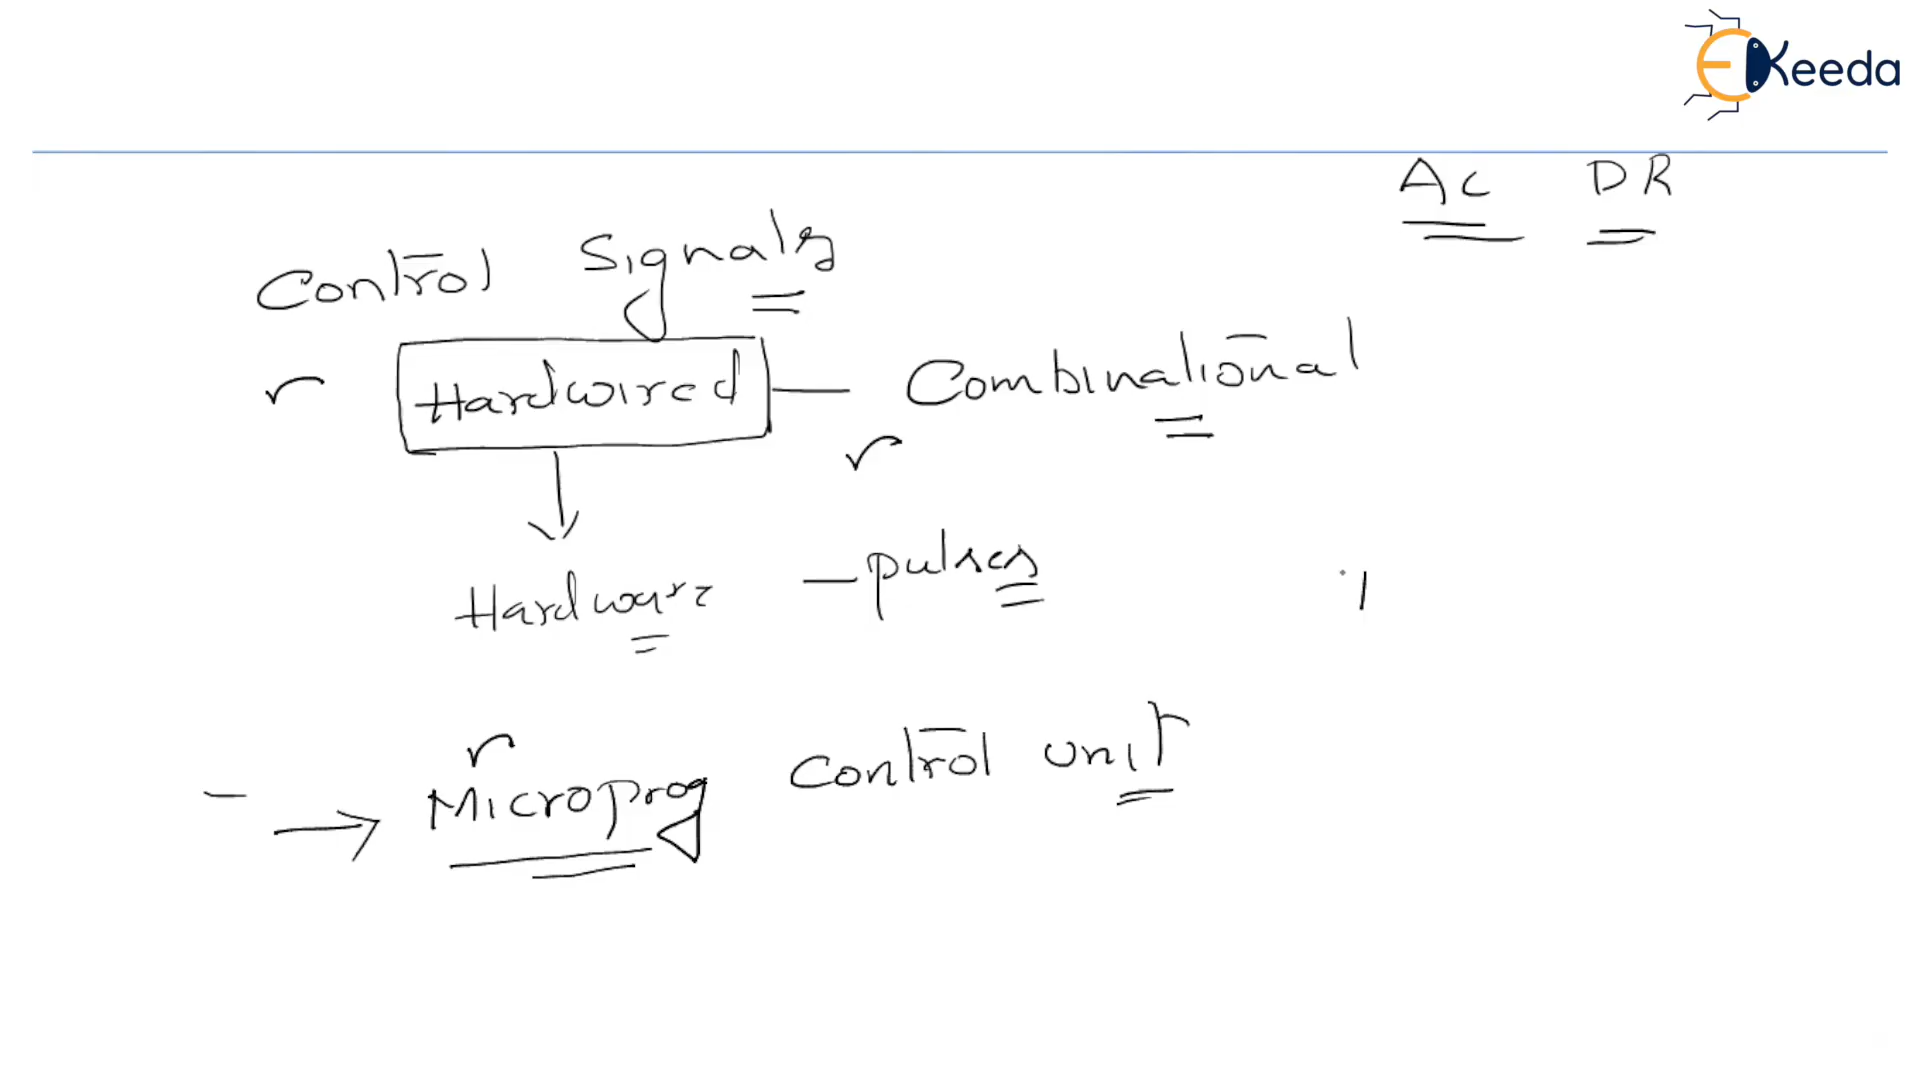 EKeeda
AC DR
Control Signals
Hardwired — Combinational
Hardware — pulses
— → Microprog Control unit